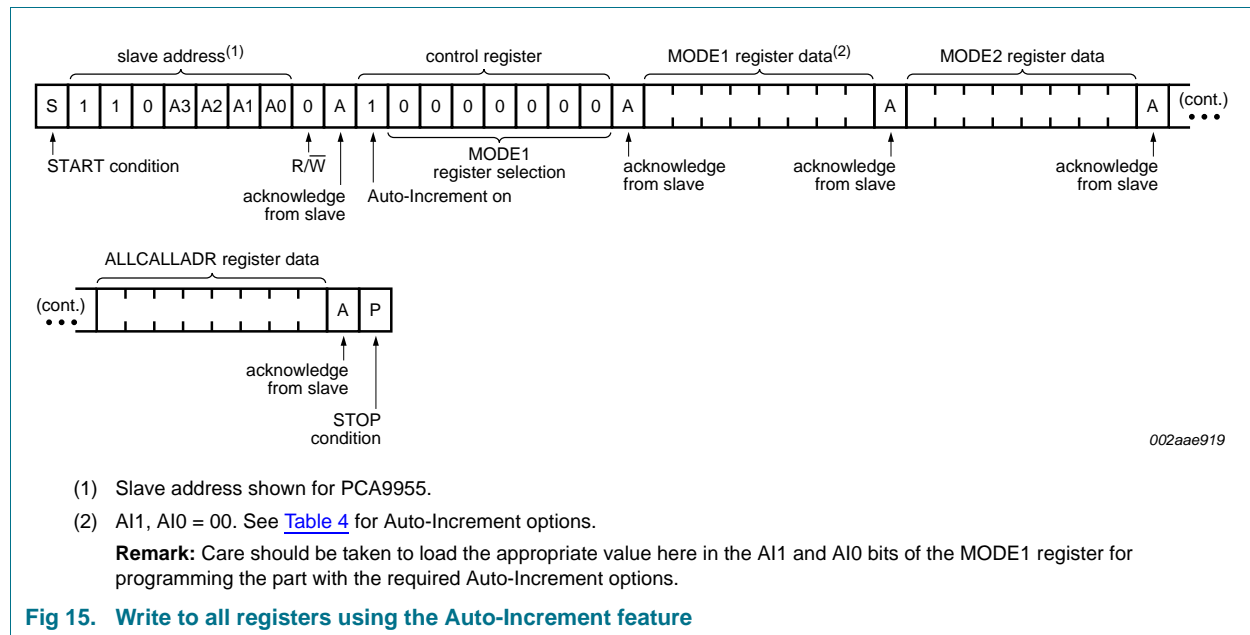 slave address(1) control register MODE1 register data(2) MODE2 register data
S 1 1 0 A3 A2 A1 A0 0 A 1 0 0 0 0 0 0 0 A A A (cont.)
START condition R/W MODE1
register selection
acknowledge
from slave
Auto-Increment on
acknowledge
from slave
acknowledge
from slave
acknowledge
from slave
ALLCALLADR register data
(cont.) A P
acknowledge
from slave
STOP
condition
002aae919
(1) Slave address shown for PCA9955.
(2) AI1, AI0 = 00. See Table 4 for Auto-Increment options.
Remark: Care should be taken to load the appropriate value here in the AI1 and AI0 bits of the MODE1 register for
programming the part with the required Auto-Increment options.
Fig 15. Write to all registers using the Auto-Increment feature